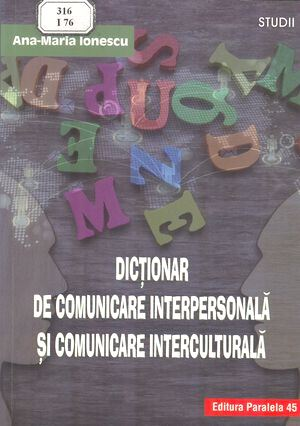 316
I 76
STUDII
Ana-Maria Ionescu
DICȚIONAR
DE COMUNICARE INTERPERSONALĂ
ȘI COMUNICARE INTERCULTURALĂ
Editura Paralela 45